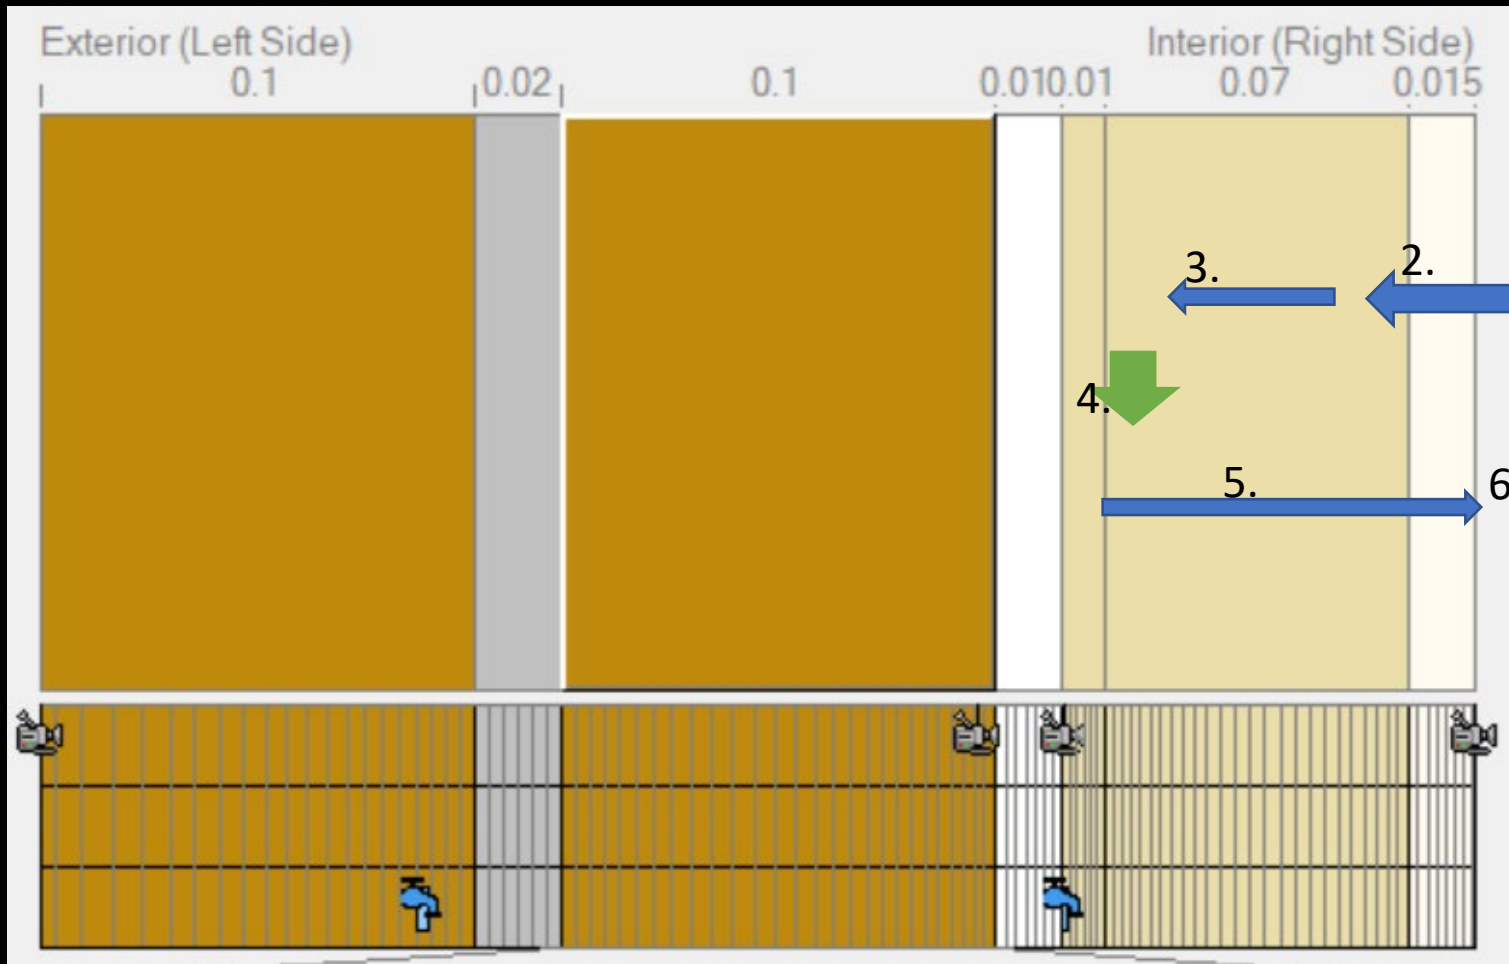 Exterior (Left Side) Interior (Right Side)
0.1 0.02 0.1 0.010.01 0.07 0.015
2.
3.
4.
5.
6